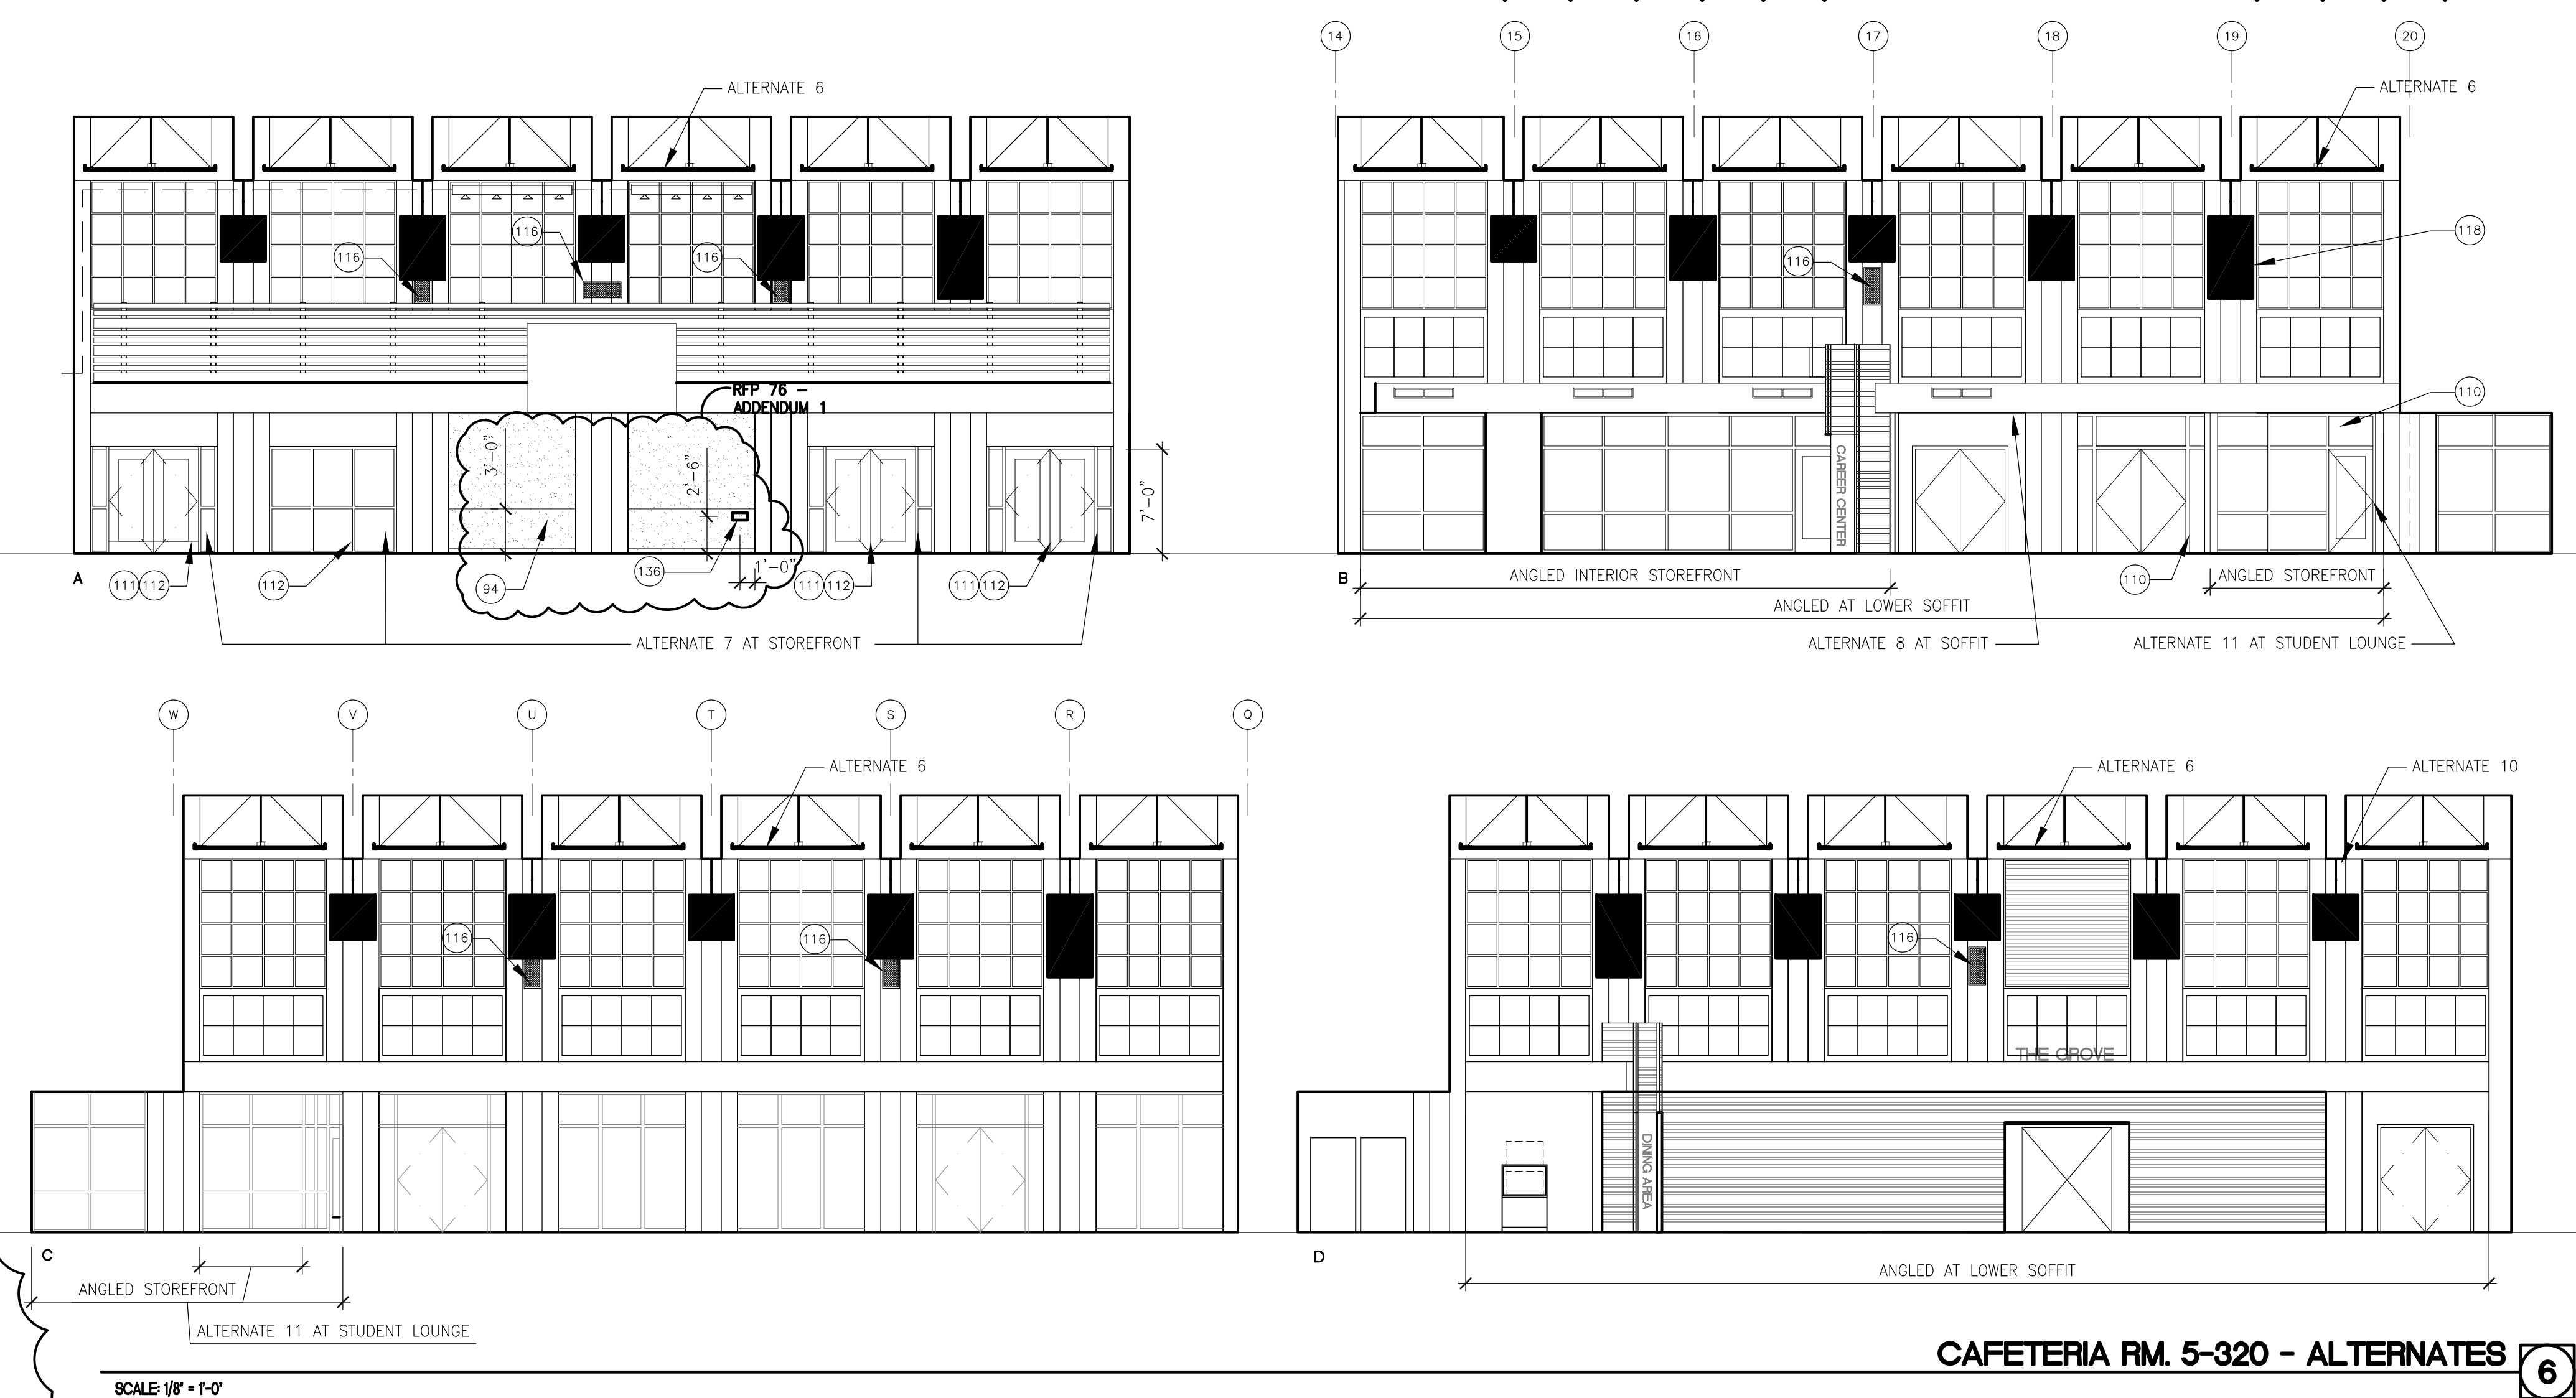 14
15
16
17
18
19
20
ALTERNATE 6
ALTERNATE 6
116
116
116
116
118
RFP 76 -
ADDENDUM 1
110
3'-0"
2'-6"
7'-0"
CAREER CENTER
A
111
112
112
94
136
1'-0"
111
112
111
112
ALTERNATE 7 AT STOREFRONT
B
ANGLED INTERIOR STOREFRONT
110
ANGLED STOREFRONT
ANGLED AT LOWER SOFFIT
ALTERNATE 8 AT SOFFIT
ALTERNATE 11 AT STUDENT LOUNGE
W
V
U
T
S
R
Q
ALTERNATE 6
ALTERNATE 6
ALTERNATE 10
116
116
116
THE GROVE
DINING AREA
C
ANGLED STOREFRONT
ALTERNATE 11 AT STUDENT LOUNGE
D
ANGLED AT LOWER SOFFIT
CAFETERIA RM. 5-320 - ALTERNATES
6
SCALE: 1/8" = 1'-0"